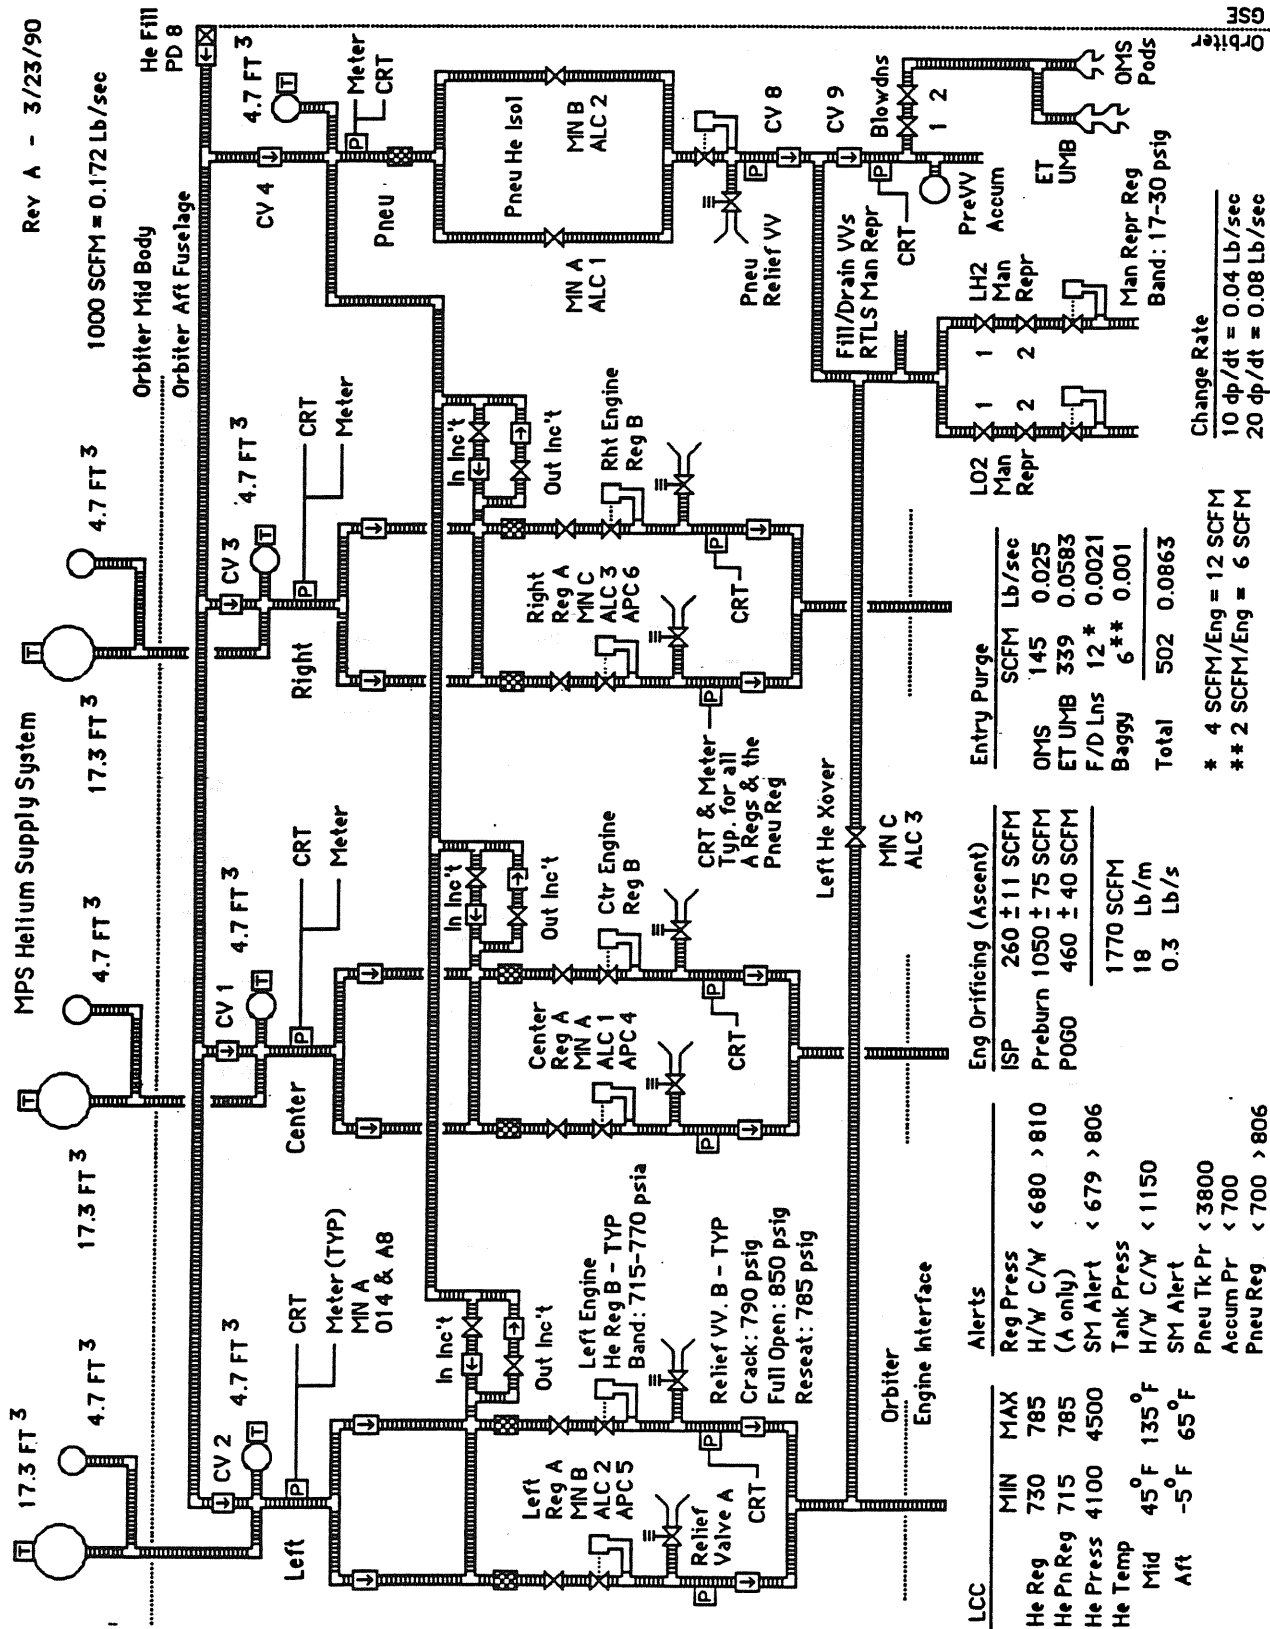 MPS Helium Supply System
Rev A - 3/23/90
17.3 FT 3
4.7 FT 3
17.3 FT 3
4.7 FT 3
17.3 FT 3
4.7 FT 3
1000 SCFM = 0.172 Lb/sec
T
T
T
Orbiter Mid Body
Orbiter Aft Fuselage
He Fill
PD 8
CV 2
4.7 FT 3
T
CV 1
4.7 FT 3
T
CV 3
4.7 FT 3
T
CV 4
4.7 FT 3
T
Left
P
CRT
Meter (TYP)
MN A
O14 & A8
Center
P
CRT
Meter
Right
P
CRT
Meter
Pneu
P
Meter
CRT
In Inc't
Out Inc't
In Inc't
Out Inc't
In Inc't
Out Inc't
Pneu He Isol
MN A
ALC 1
MN B
ALC 2
Left
Reg A
MN B
ALC 2
APC5
Left Engine
He Reg B - TYP
Band: 715-770 psia
Center
Reg A
MN A
ALC 1
APC 4
Ctr Engine
Reg B
Right
Reg A
MN C
ALC 3
APC6
Rht Engine
Reg B
Relief
Valve A
P
P
CRT
Relief VV. B - TYP
Crack: 790 psig
Full Open: 850 psig
Reseat: 785 psig
P
P
CRT
CRT & Meter
Typ. for all
A Regs & the
Pneu Reg
P
P
CRT
Pneu
Relief VV
P
CV 8
CV 9
P
CRT
Fill/Drain VVs
RTLS Man Repr
Blowdns
1 2
PreVV
Accum
ET
UMB
OMS
Pods
Orbiter
GSE
Left He Xover
MN C
ALC 3
Orbiter
Engine Interface
LO2
Man
Repr
1
2
LH2
Man
Repr
1
2
Man Repr Reg
Band: 17-30 psig
LCC MIN MAX
He Reg 730 785
He Pn Reg 715 785
He Press 4100 4500
He Temp
Mid 45°F 135°F
Aft -5°F 65°F
Alerts
Reg Press
H/W C/W <680 >810
(A only)
SM Alert <679 >806
Tank Press
H/W C/W <1150
SM Alert
Pneu Tk Pr <3800
Accum Pr <700
Pneu Reg <700 >806
Eng Orificing (Ascent)
ISP 260 ± 11 SCFM
Preburn 1050 ± 75 SCFM
POGO 460 ± 40 SCFM
1770 SCFM
18 Lb/m
0.3 Lb/s
Entry Purge
SCFM Lb/sec
OMS 145 0.025
ET UMB 339 0.0583
F/D Lns 12* 0.0021
Baggy 6** 0.001
Total 502 0.0863
* 4 SCFM/Eng = 12 SCFM
** 2 SCFM/Eng = 6 SCFM
Change Rate
10 dp/dt = 0.04 Lb/sec
20 dp/dt = 0.08 Lb/sec